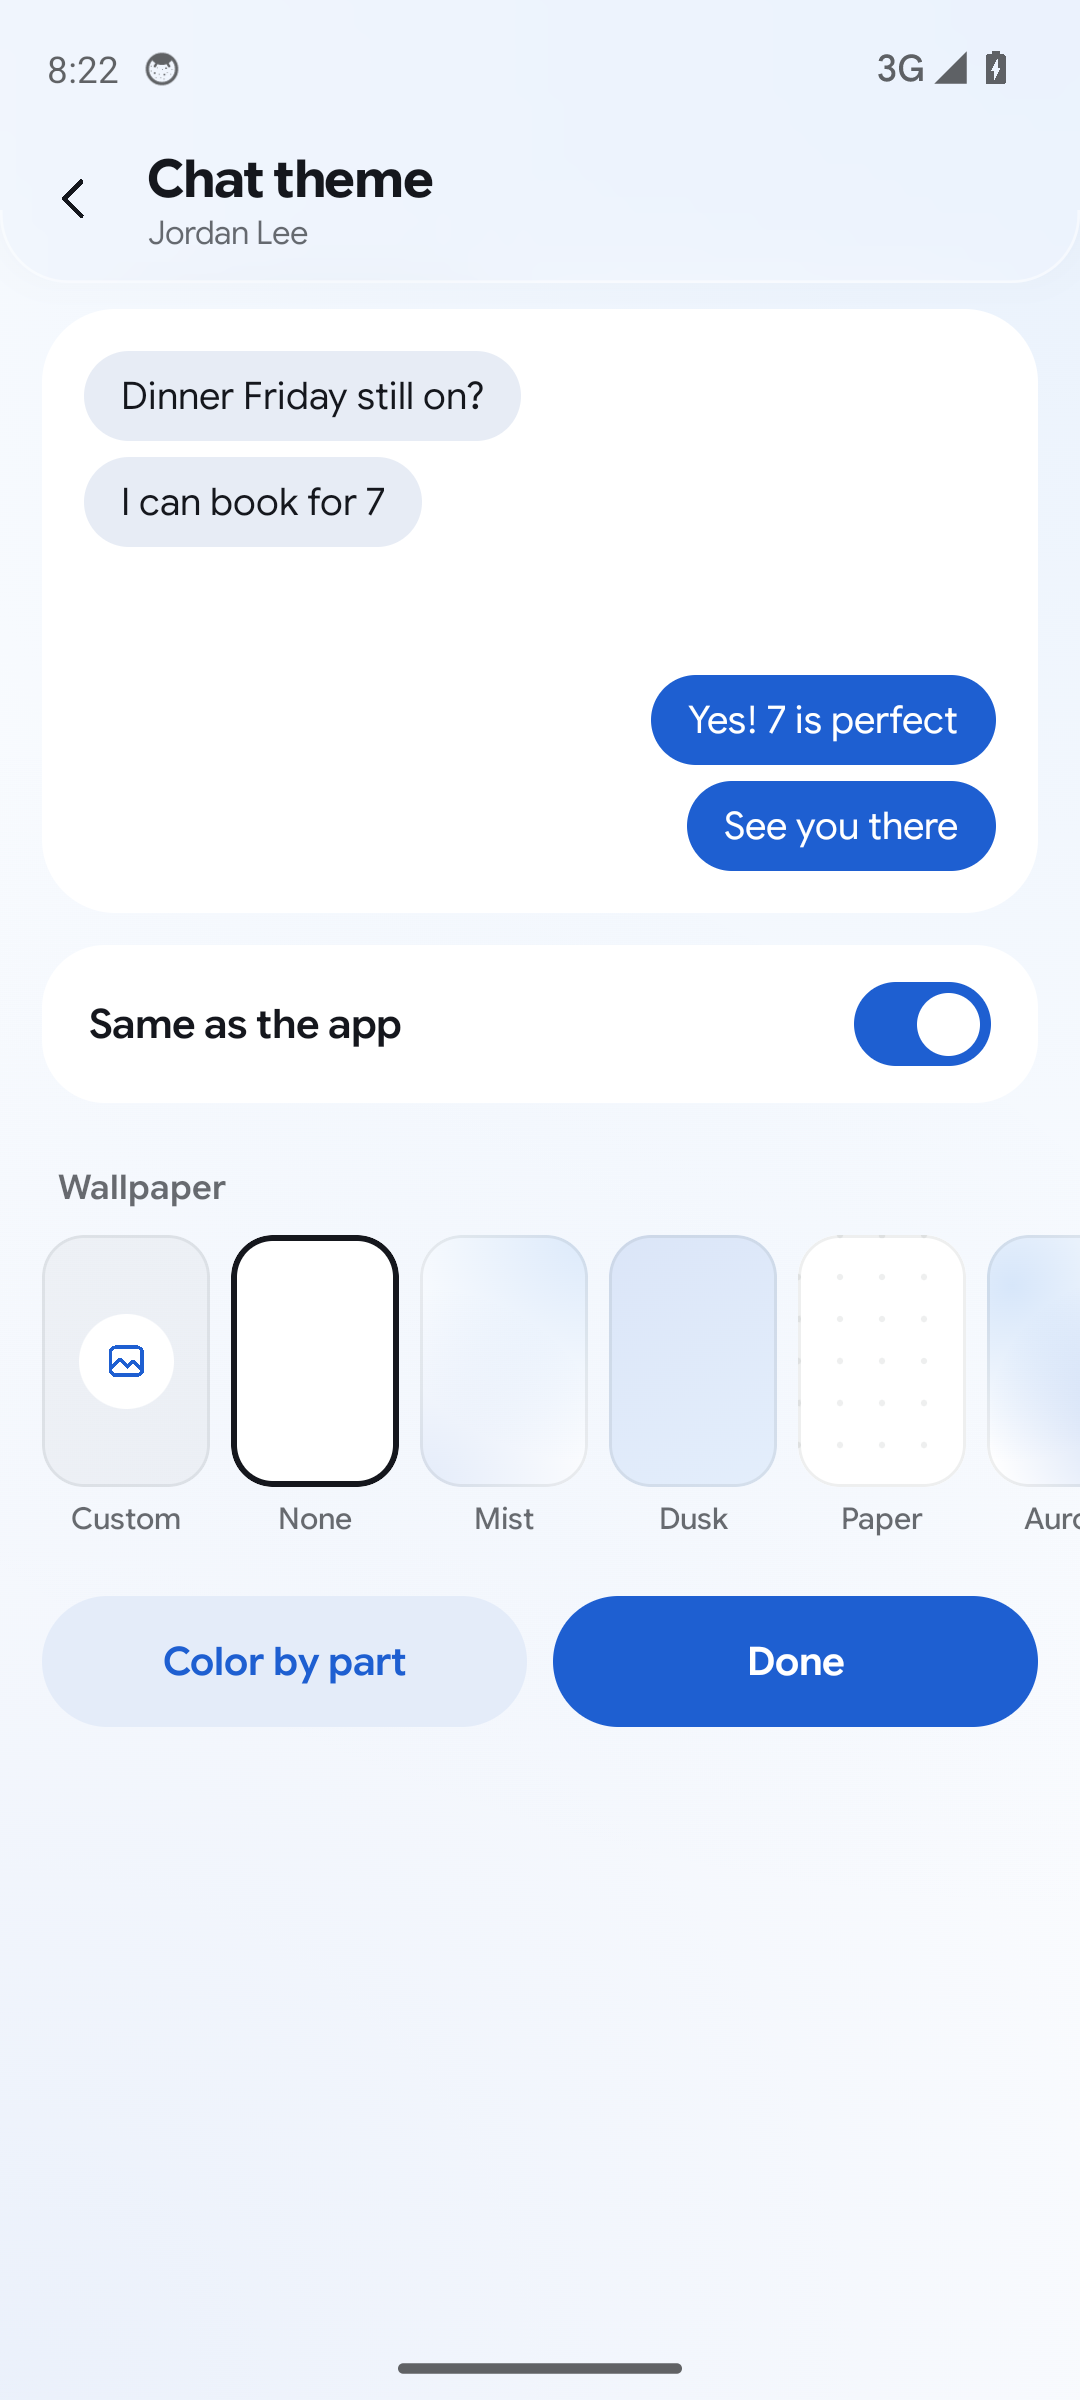 8:22
3G
Chat theme
Jordan Lee
Dinner Friday still on?
I can book for 7
Yes! 7 is perfect
See you there
Same as the app
Wallpaper
Custom None Mist Dusk Paper
Color by part Done